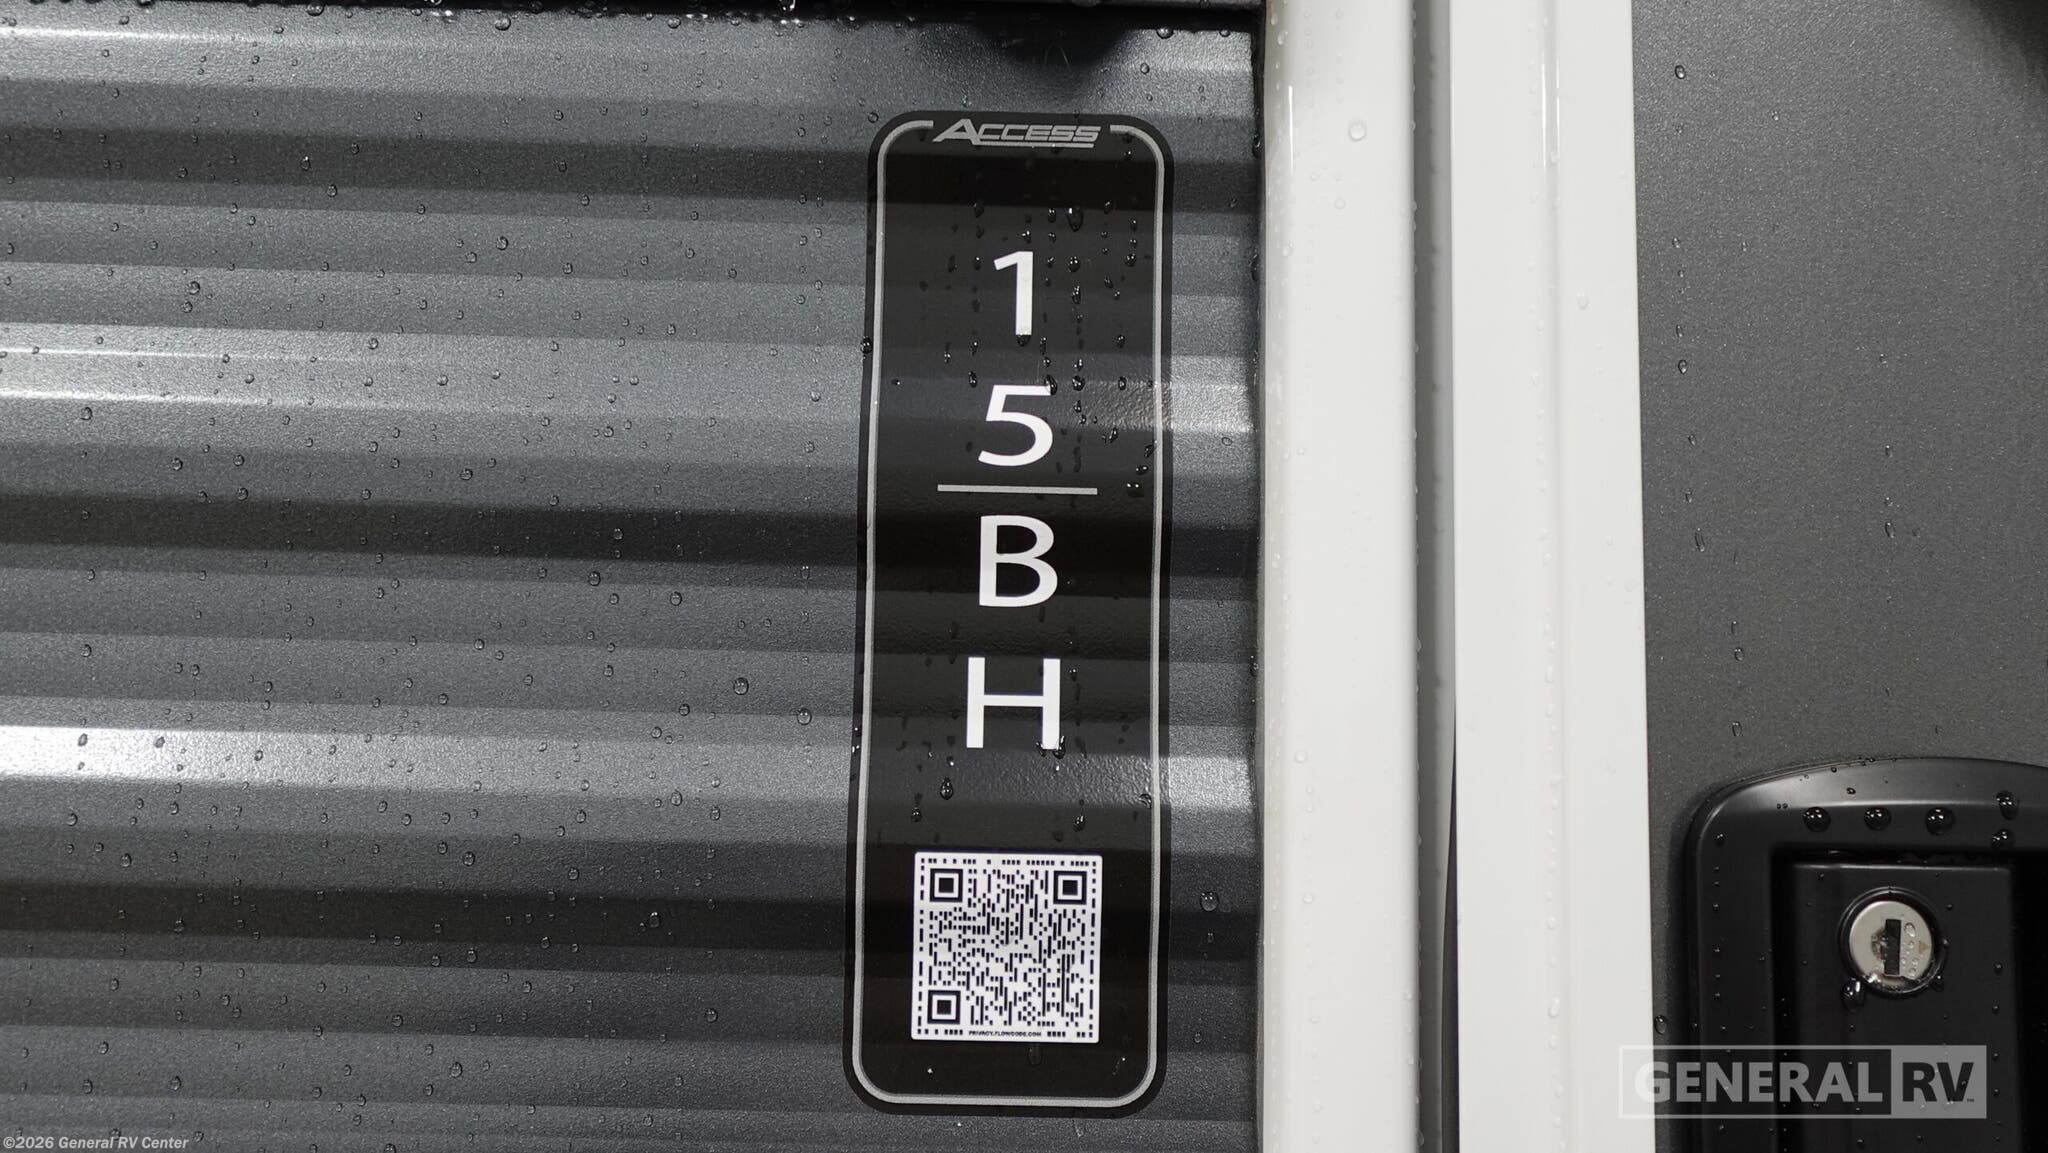 ACCESS
1
5
B
H
PRIVACY.FLOWCODE.COM
GENERAL RV
©2026 General RV Center